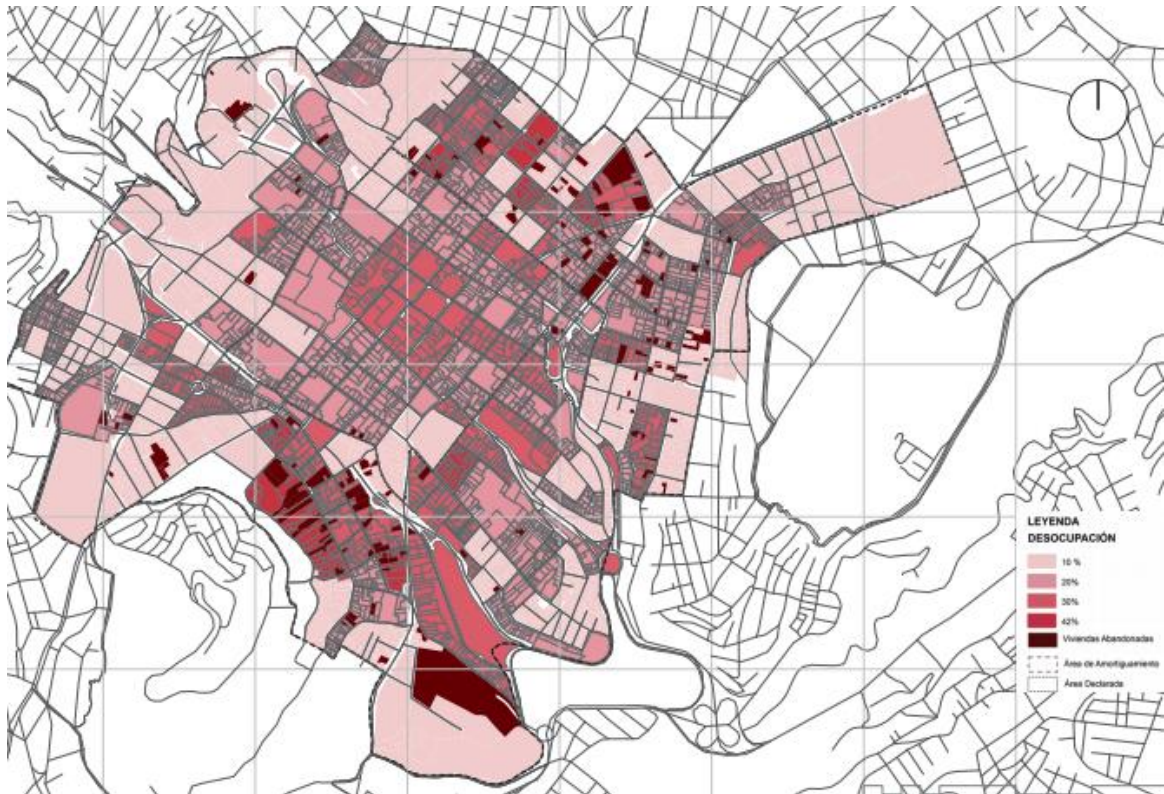 LEYENDA
DESOCUPACIÓN
10 %
20%
30%
42%
Viviendas Abandonadas
Área de Amortiguamiento
Área Declarada